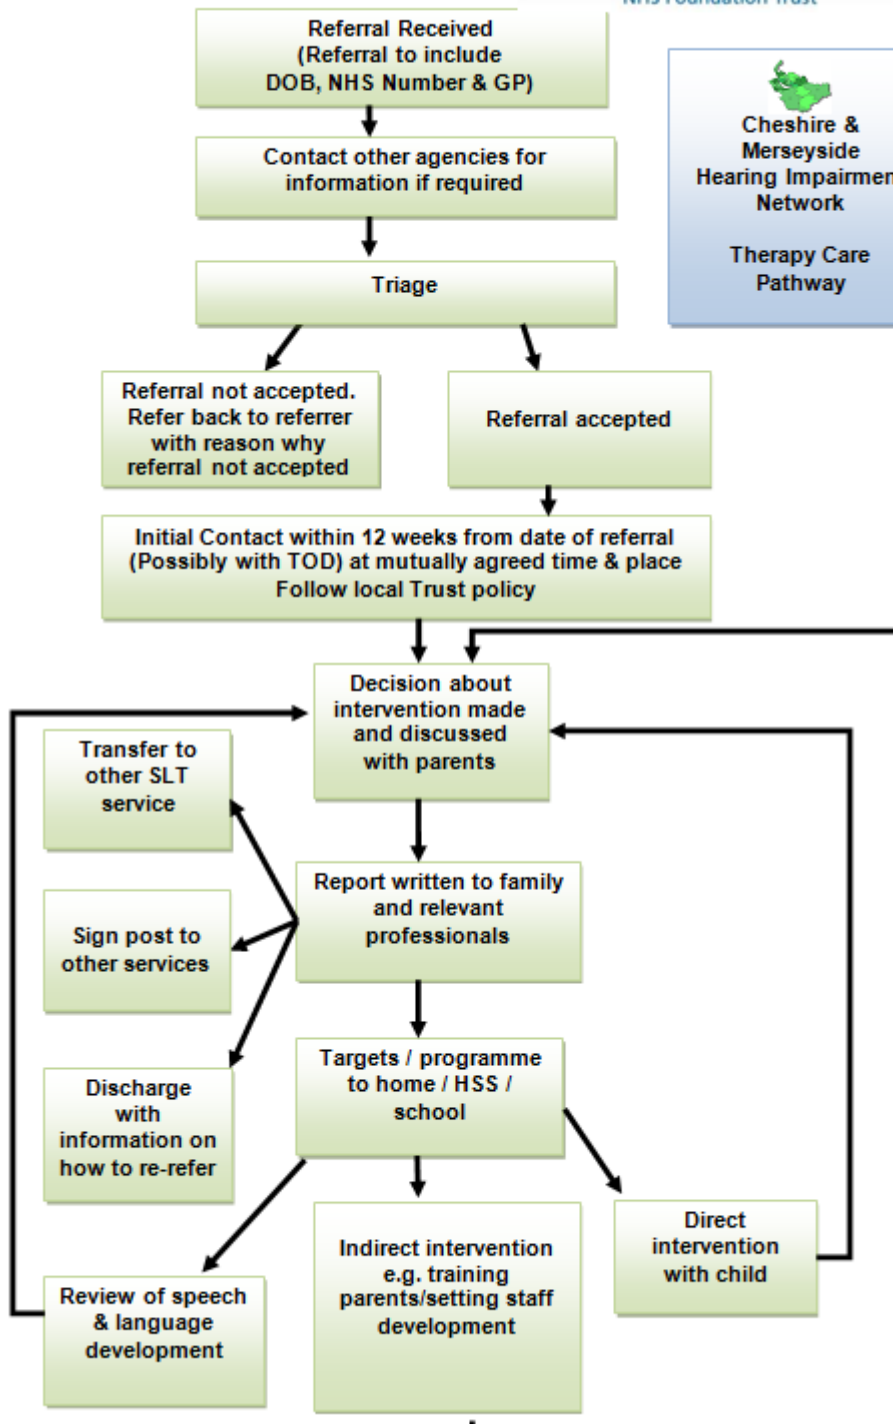 NHS Foundation Trust
Referral Received
(Referral to include
DOB, NHS Number & GP)
Cheshire &
Merseyside
Hearing Impairmen
Network
Therapy Care
Pathway
Contact other agencies for
information if required
Triage
Referral not accepted.
Refer back to referrer
with reason why
referral not accepted
Referral accepted
Initial Contact within 12 weeks from date of referral
(Possibly with TOD) at mutually agreed time & place
Follow local Trust policy
Decision about
intervention made
and discussed
with parents
Transfer to
other SLT
service
Report written to family
and relevant
professionals
Sign post to
other services
Targets / programme
to home / HSS /
school
Discharge
with
information on
how to re-refer
Direct
intervention
with child
Indirect intervention
e.g. training
parents/setting staff
development
Review of speech
& language
development